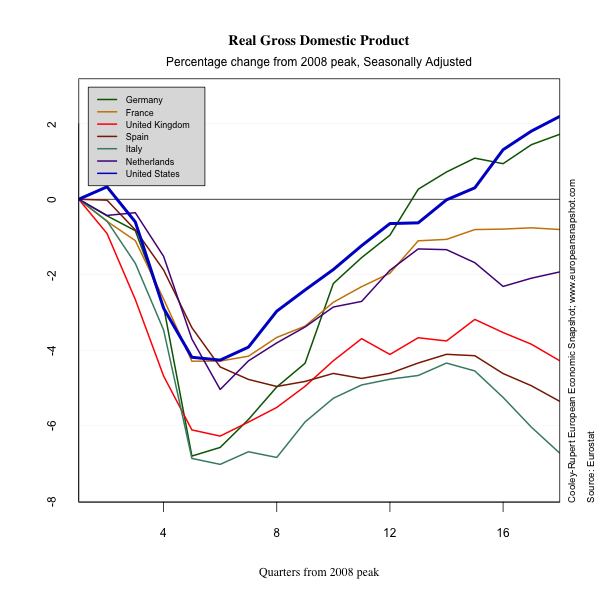 Real Gross Domestic Product
Percentage change from 2008 peak, Seasonally Adjusted
Germany
France
United Kingdom
Spain
Italy
Netherlands
United States
2
0
-2
-4
-6
-8
4
8
12
16
Quarters from 2008 peak
Cooley-Rupert European Economic Snapshot: www.europeansnapshot.com
Source: Eurostat